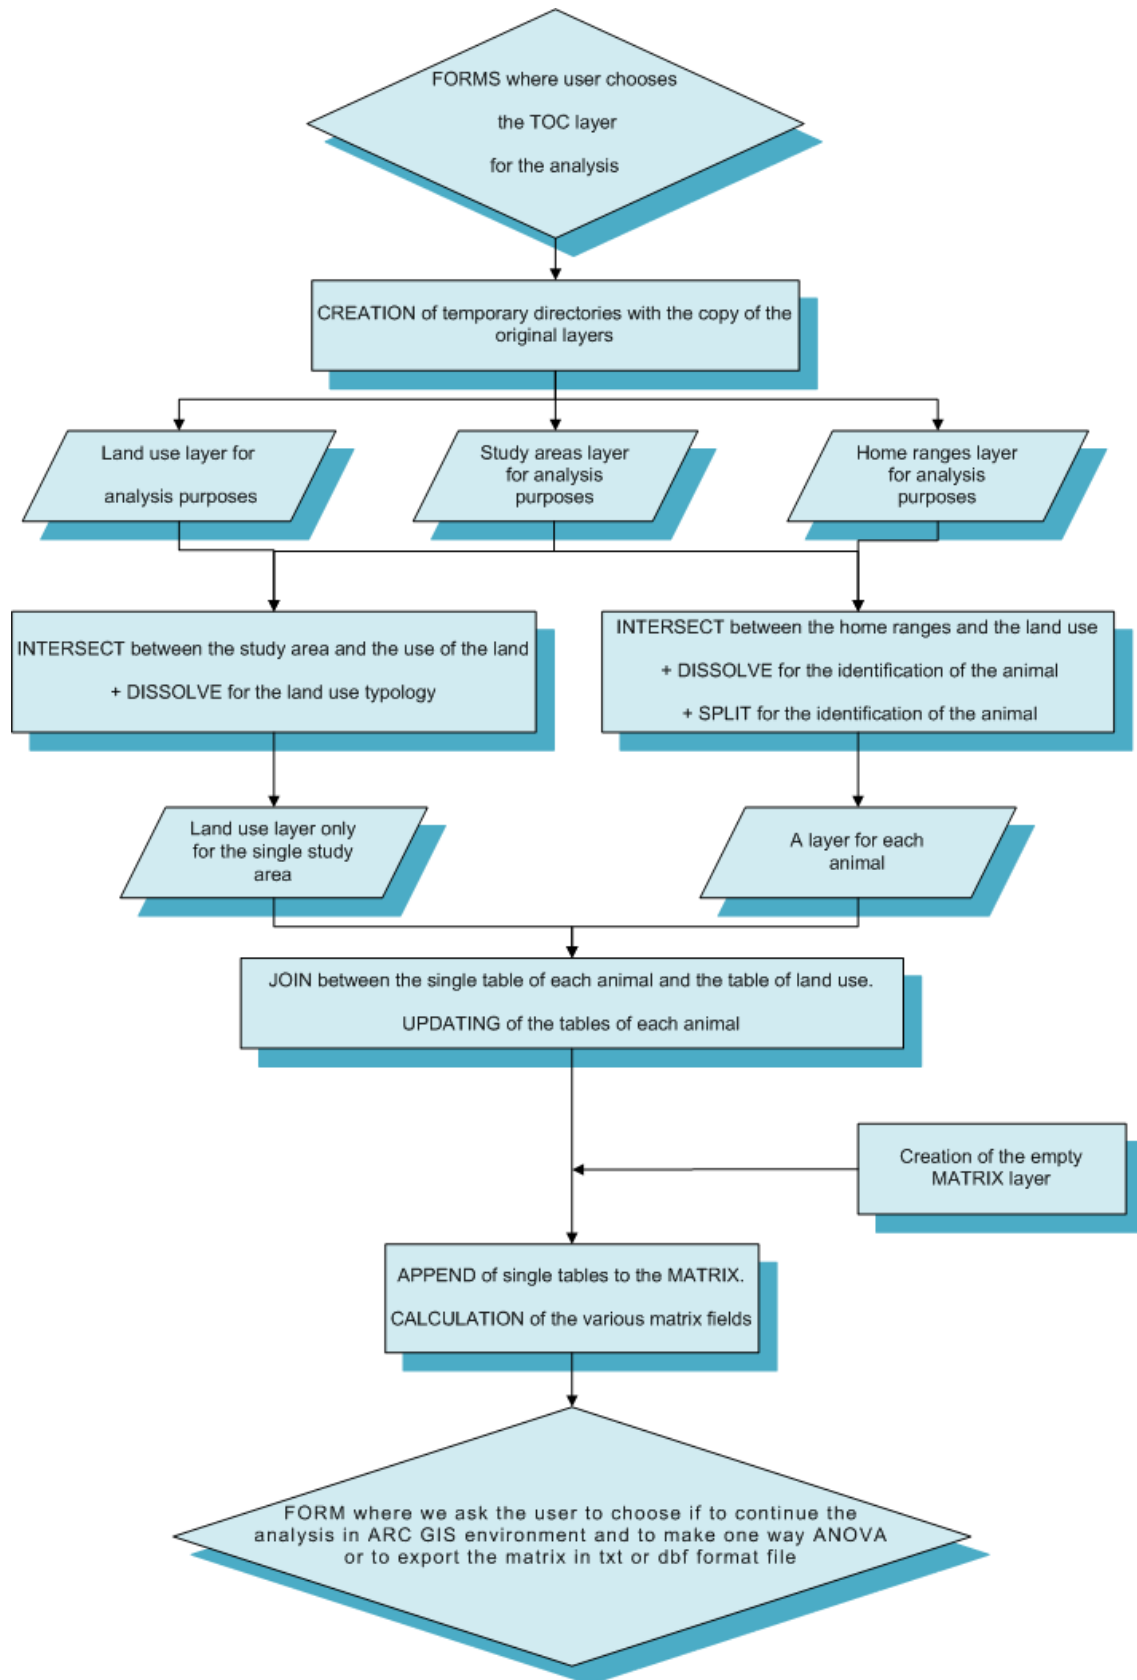 FORMS where user chooses
the TOC layer
for the analysis
CREATION of temporary directories with the copy of the
original layers
Land use layer for
analysis purposes
Study areas layer
for analysis
purposes
Home ranges layer
for analysis
purposes
INTERSECT between the study area and the use of the land
+ DISSOLVE for the land use typology
INTERSECT between the home ranges and the land use
+ DISSOLVE for the identification of the animal
+ SPLIT for the identification of the animal
Land use layer only
for the single study
area
A layer for each
animal
JOIN between the single table of each animal and the table of land use.
UPDATING of the tables of each animal
Creation of the empty
MATRIX layer
APPEND of single tables to the MATRIX.
CALCULATION of the various matrix fields
FORM where we ask the user to choose if to continue the
analysis in ARC GIS environment and to make one way ANOVA
or to export the matrix in txt or dbf format file